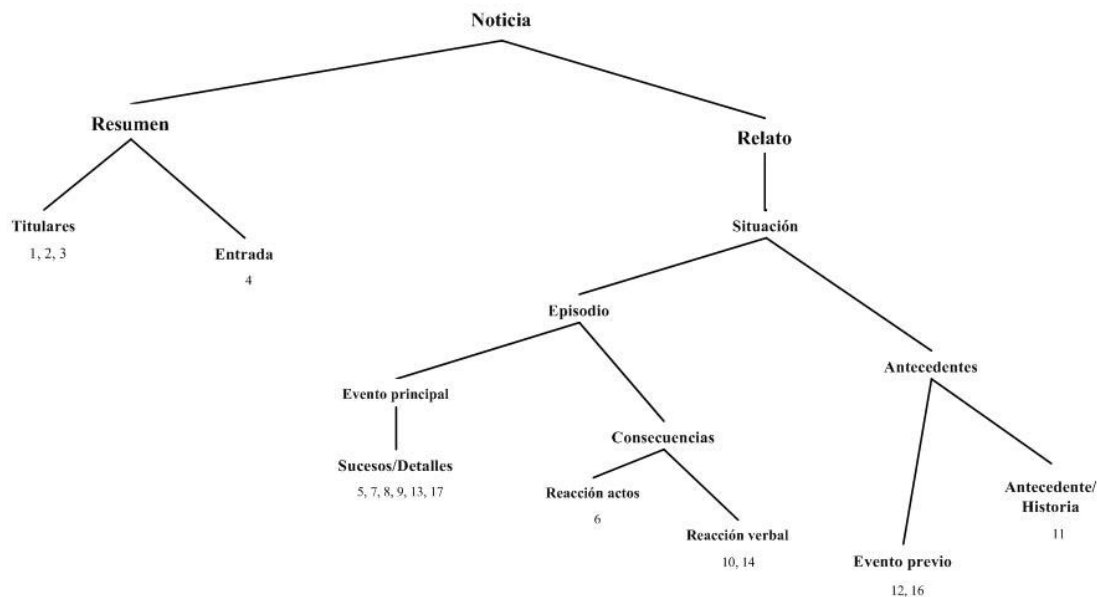 Noticia
Resumen
Relato
Titulares
1, 2, 3
Entrada
4
Situación
Episodio
Antecedentes
Evento principal
Consecuencias
Sucesos/Detalles
5, 7, 8, 9, 13, 17
Reacción actos
6
Reacción verbal
10, 14
Antecedente/
Historia
11
Evento previo
12, 16